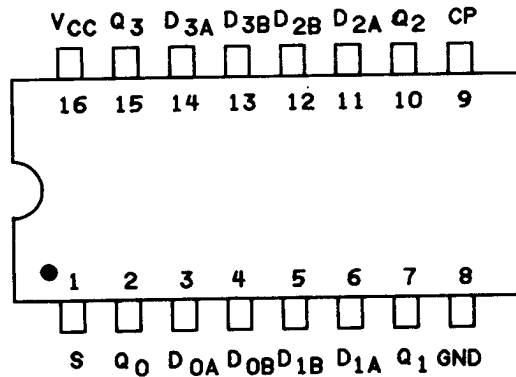 VCC Q3 D3A D3B D2B D2A Q2 CP
16 15 14 13 12 11 10 9
1 2 3 4 5 6 7 8
S Q0 D0A D0B D1B D1A Q1 GND